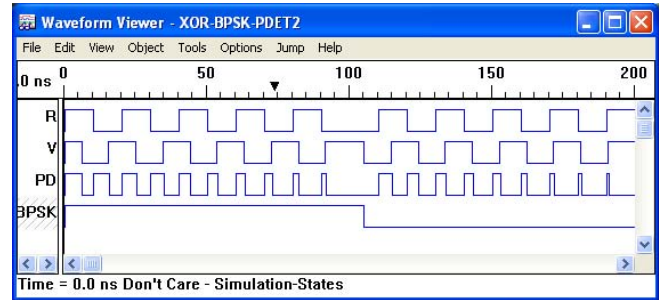 Waveform Viewer - XOR-BPSK-PDET2
File Edit View Object Tools Options Jump Help
.0 ns 0 50 100 150 200
R
V
PD
BPSK
Time = 0.0 ns Don't Care - Simulation-States